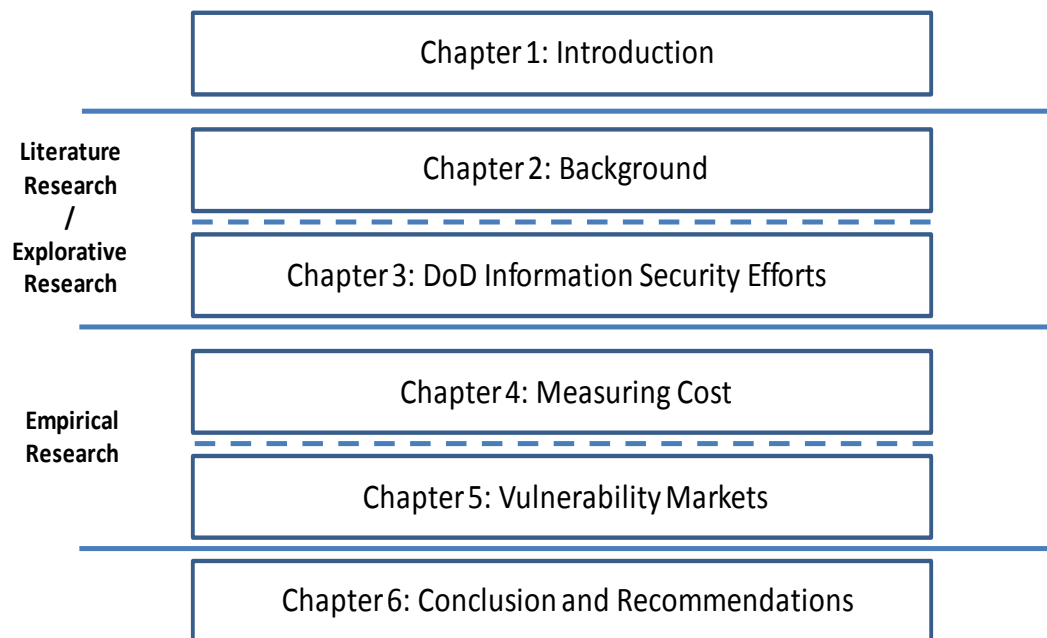 Chapter 1: Introduction
Literature
Research
/
Explorative
Research
Chapter 2: Background
Chapter 3: DoD Information Security Efforts
Empirical
Research
Chapter 4: Measuring Cost
Chapter 5: Vulnerability Markets
Chapter 6: Conclusion and Recommendations